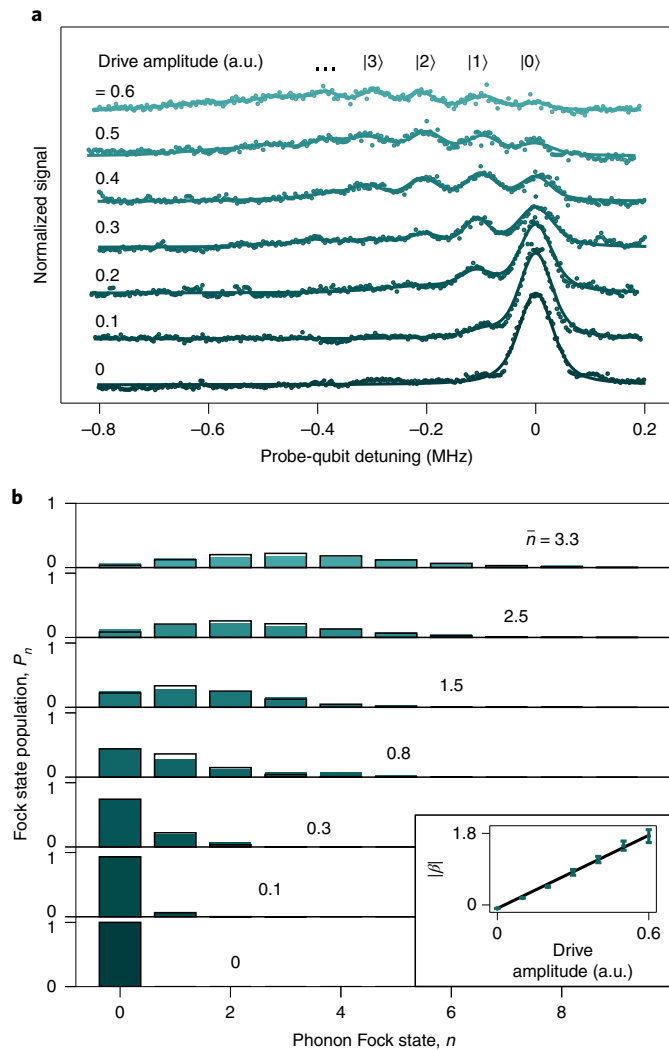 a
Drive amplitude (a.u.) ... |3⟩ |2⟩ |1⟩ |0⟩
= 0.6
0.5
0.4
0.3
0.2
0.1
0
Normalized signal
–0.8 –0.6 –0.4 –0.2 0 0.2
Probe-qubit detuning (MHz)
b
1
0
n̄ = 3.3
1
0
2.5
1
0
1.5
1
0
0.8
1
0
0.3
1
0
0.1
1
0
0
Fock state population, Pₙ
0 2 4 6 8
Phonon Fock state, n
1.8
0
|β|
0 0.6
Drive
amplitude (a.u.)